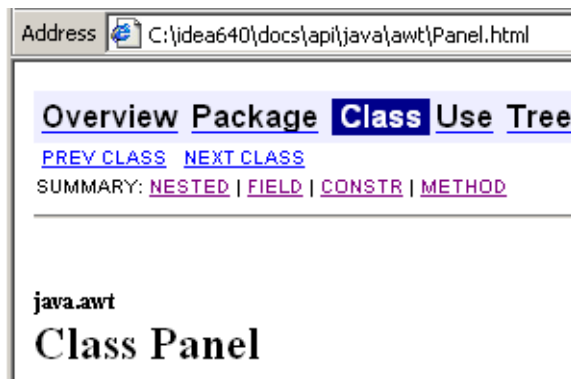 Address C:\idea640\docs\api\java\awt\Panel.html
Overview Package Class Use Tree
PREV CLASS NEXT CLASS
SUMMARY: NESTED | FIELD | CONSTR | METHOD
java.awt
Class Panel